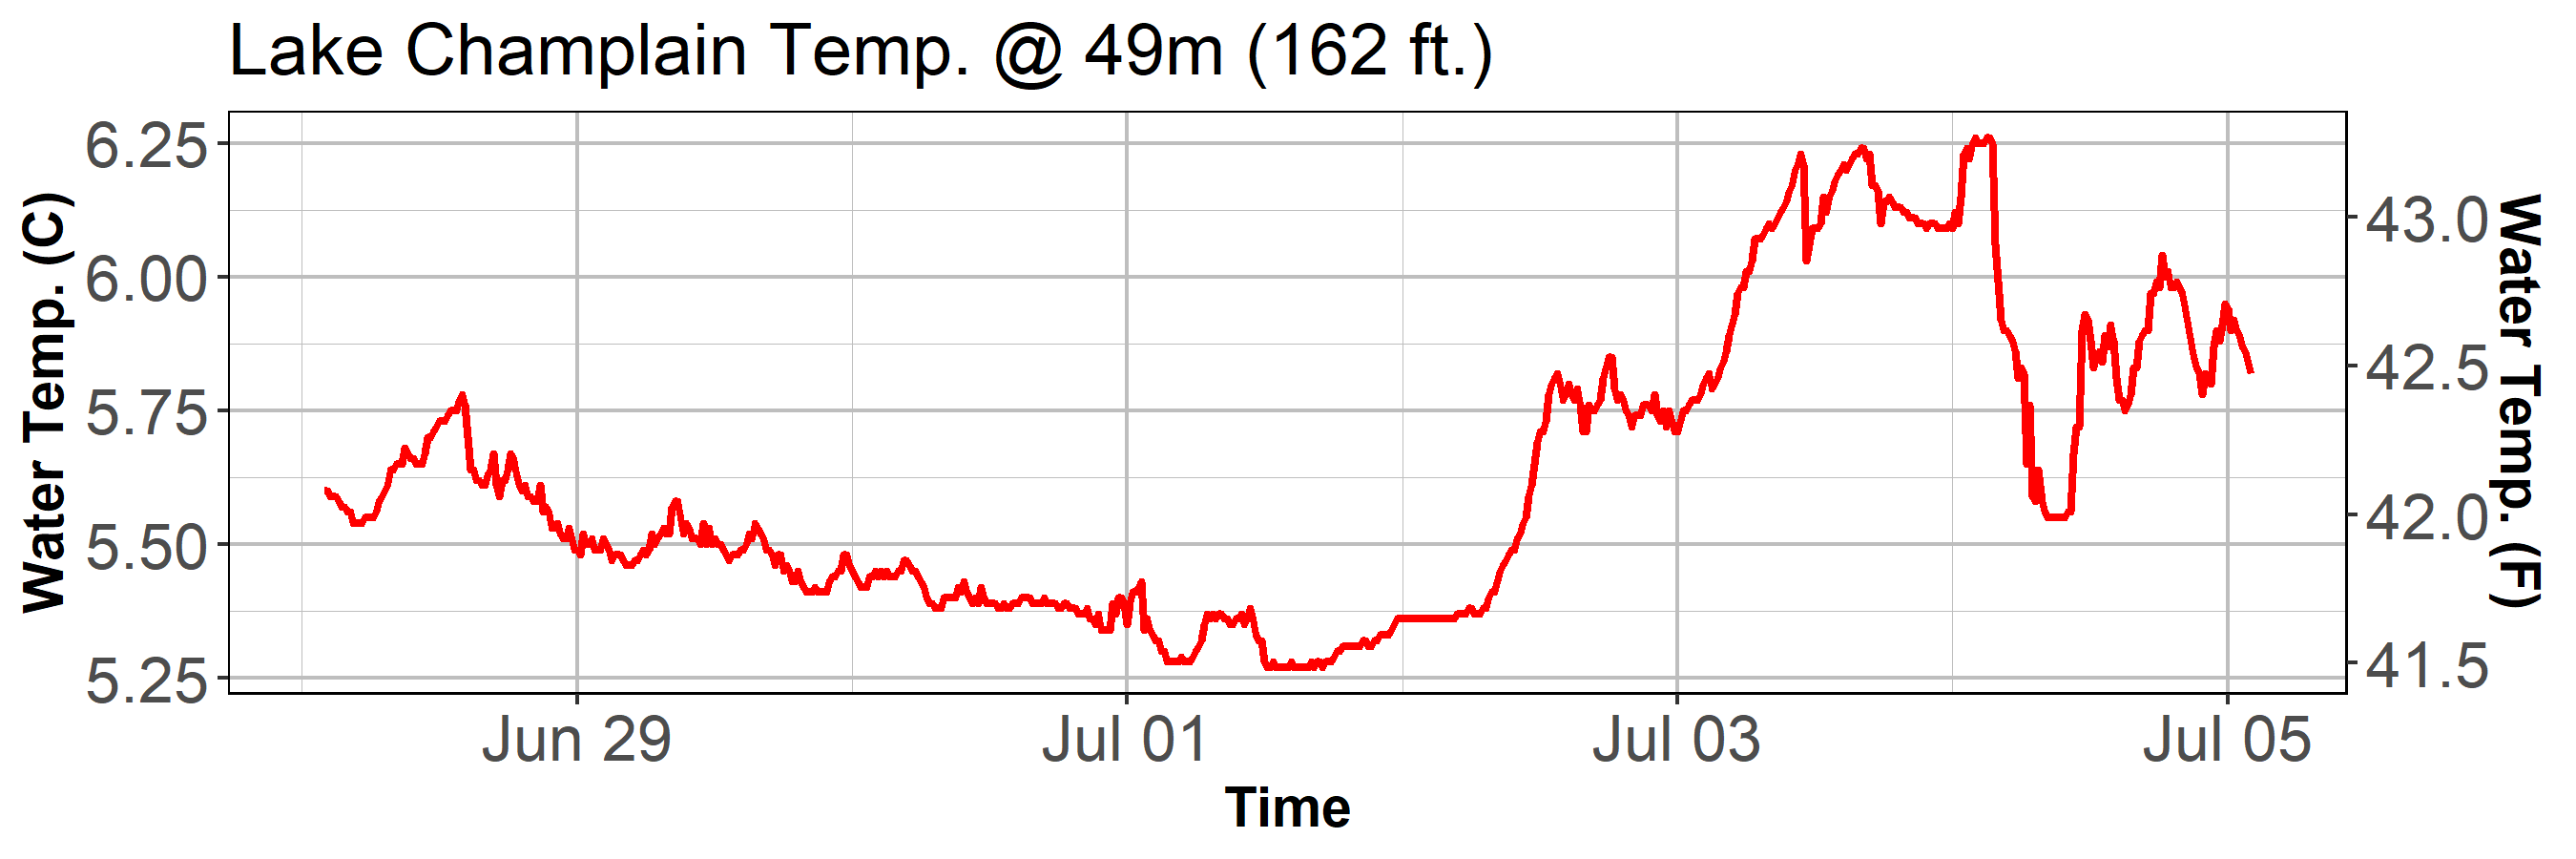 Lake Champlain Temp. @ 49m (162 ft.)
Water Temp. (C)
6.25
6.00
5.75
5.50
5.25
43.0
42.5
42.0
41.5
Water Temp. (F)
Jun 29 Jul 01 Jul 03 Jul 05
Time